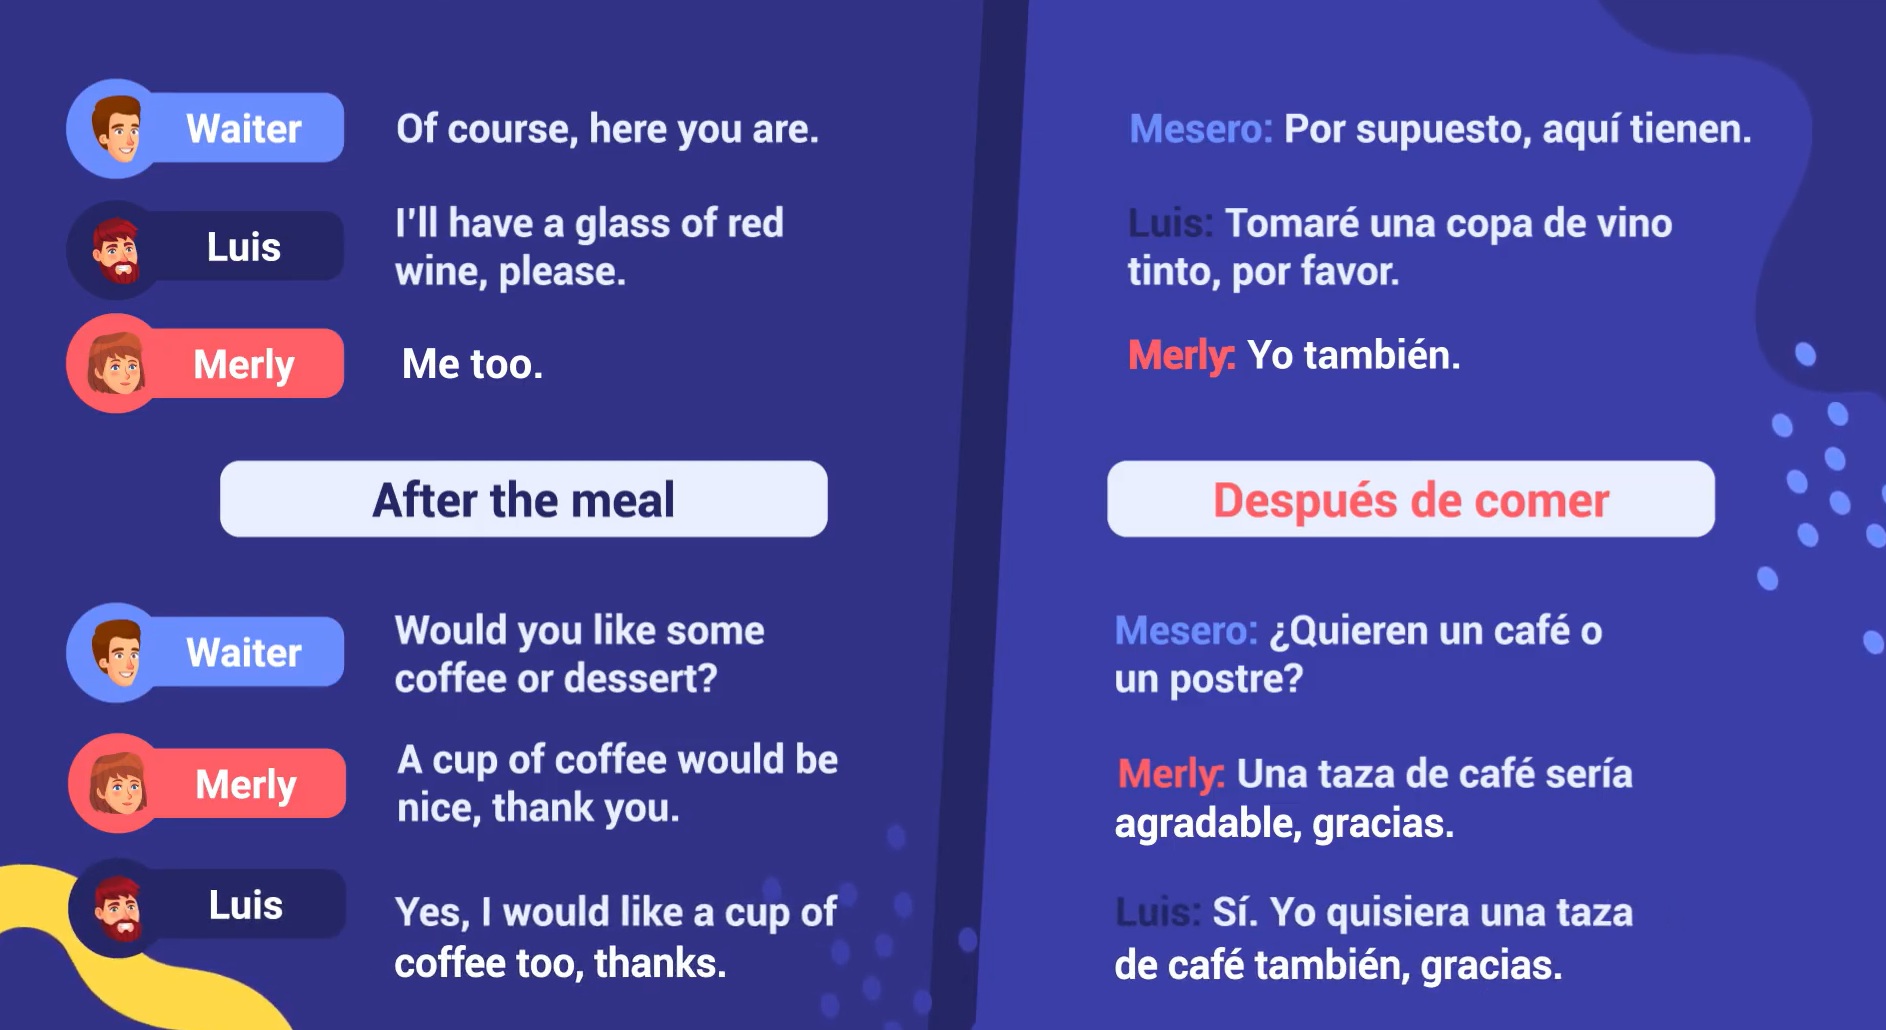 Waiter
Of course, here you are.
Luis
I'll have a glass of red
wine, please.
Merly
Me too.
After the meal
Waiter
Would you like some
coffee or dessert?
Merly
A cup of coffee would be
nice, thank you.
Luis
Yes, I would like a cup of
coffee too, thanks.
Mesero: Por supuesto, aquí tienen.
Luis: Tomaré una copa de vino
tinto, por favor.
Merly: Yo también.
Después de comer
Mesero: ¿Quieren un café o
un postre?
Merly: Una taza de café sería
agradable, gracias.
Luis: Sí. Yo quisiera una taza
de café también, gracias.